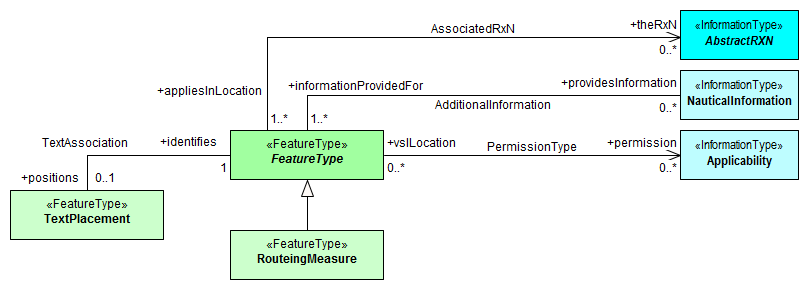 AssociatedRxN
+theRxN
0..*
«InformationType»
AbstractRXN
+appliesInLocation
1..*
+informationProvidedFor
1..*
AdditionalInformation
+providesInformation
0..*
«InformationType»
NauticalInformation
TextAssociation
+identifies
1
+positions
0..1
«FeatureType»
FeatureType
+vslLocation
0..*
PermissionType
+permission
0..*
«InformationType»
Applicability
«FeatureType»
TextPlacement
«FeatureType»
RouteingMeasure